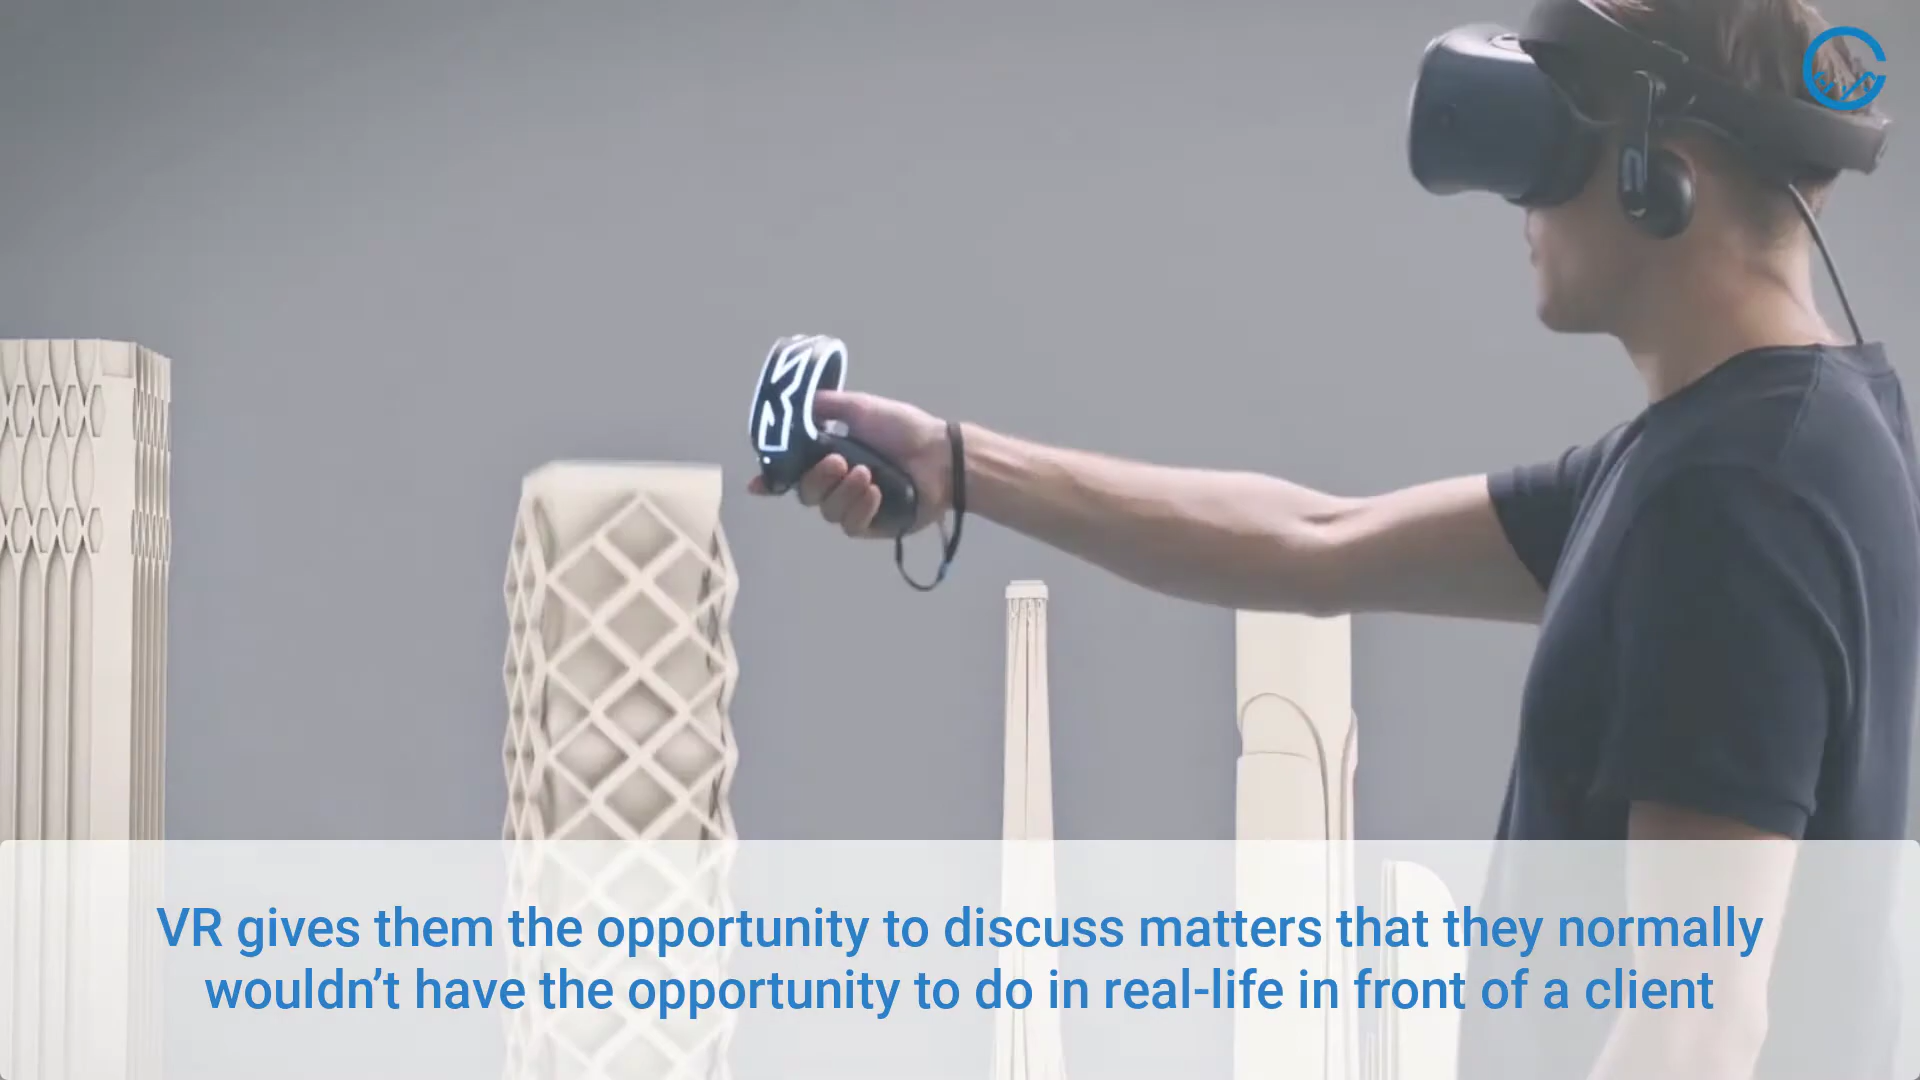 VR gives them the opportunity to discuss matters that they normally
wouldn’t have the opportunity to do in real-life in front of a client